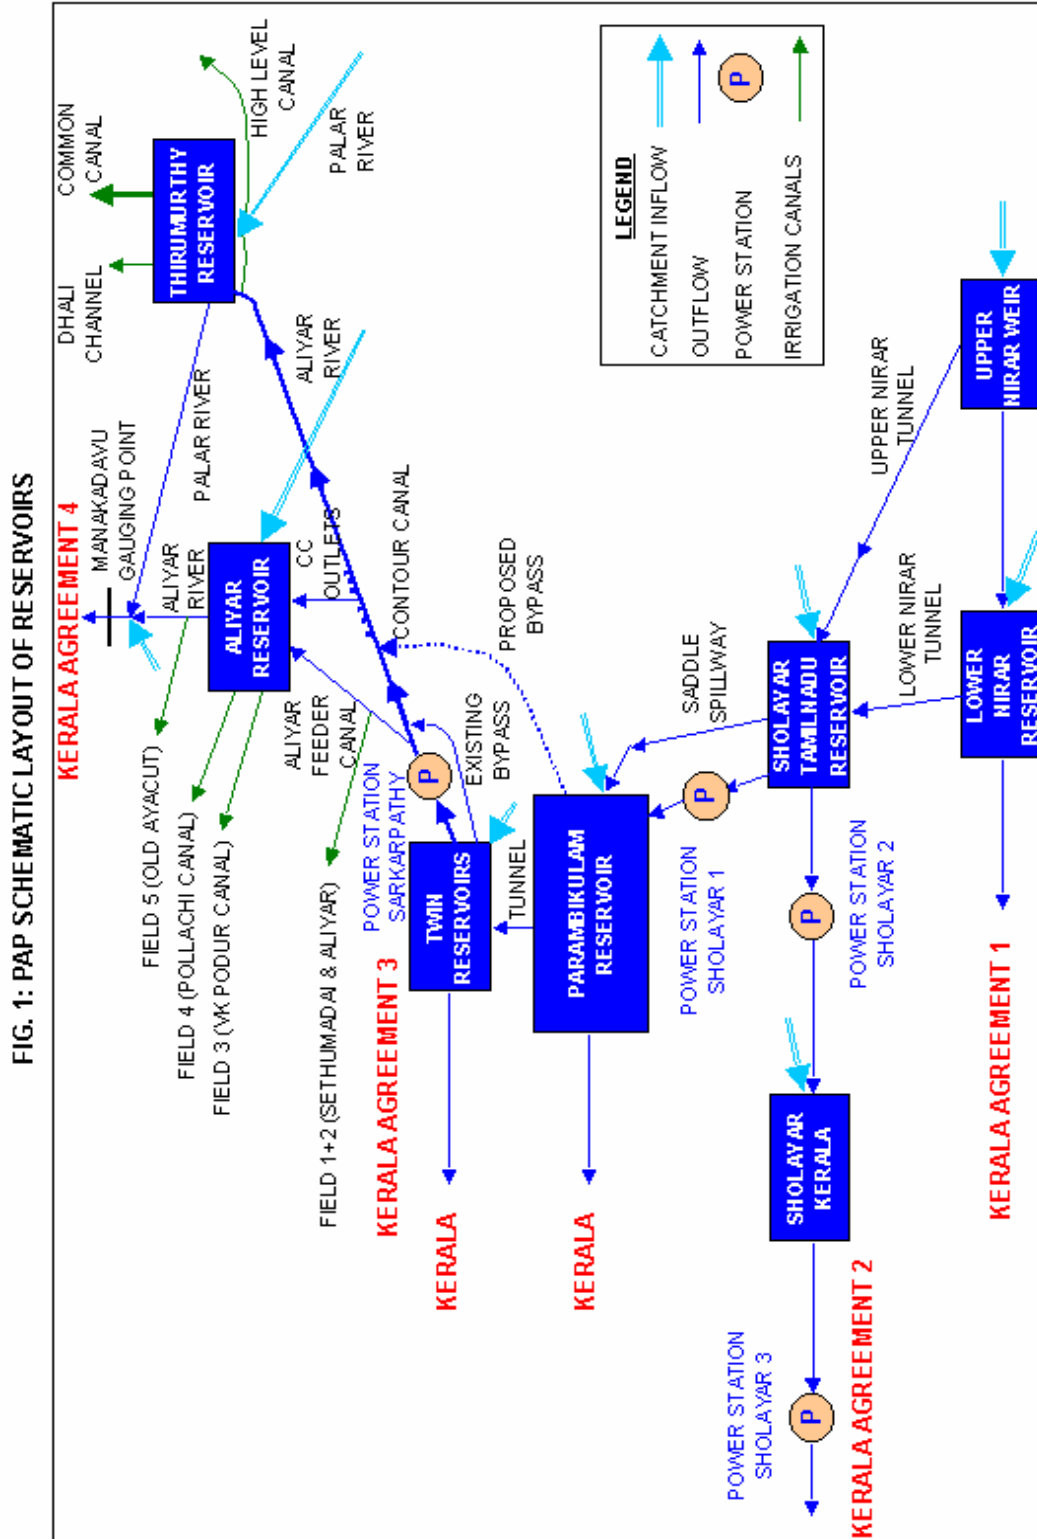 FIG. 1: PAP SCHEMATIC LAYOUT OF RESERVOIRS
KERALA AGREEMENT 4
MANAKADAVU
GAUGING POINT
DHALI
CHANNEL
COMMON
CANAL
THIRUMURTHY
RESERVOIR
HIGH LEVEL
CANAL
PALAR
RIVER
PALAR RIVER
ALIYAR
RIVER
ALIYAR
RESERVOIR
ALIYAR
RIVER
CC
OUTLETS
CONTOUR CANAL
FIELD 5 (OLD AYACUT)
FIELD 4 (POLLACHI CANAL)
FIELD 3 (VK PODUR CANAL)
FIELD 1+2 (SETHUMADAI & ALIYAR)
ALIYAR
FEEDER
CANAL
POWER STATION
SARKARPATHY
P
EXISTING
BYPASS
PROPOSED
BYPASS
KERALA AGREEMENT 3
KERALA
TWIN
RESERVOIRS
TUNNEL
KERALA
PARAMBIKULAM
RESERVOIR
SADDLE
SPILLWAY
POWER STATION
SHOLAYAR 1
P
SHOLAYAR
TAMILNADU
RESERVOIR
UPPER NIRAR
TUNNEL
LOWER NIRAR
TUNNEL
P
POWER STATION
SHOLAYAR 2
SHOLAYAR
KERALA
POWER STATION
SHOLAYAR 3
P
KERALA AGREEMENT 2
KERALA AGREEMENT 1
LOWER
NIRAR
RESERVOIR
UPPER
NIRAR WEIR
LEGEND
CATCHMENT INFLOW
OUTFLOW
POWER STATION
P
IRRIGATION CANALS